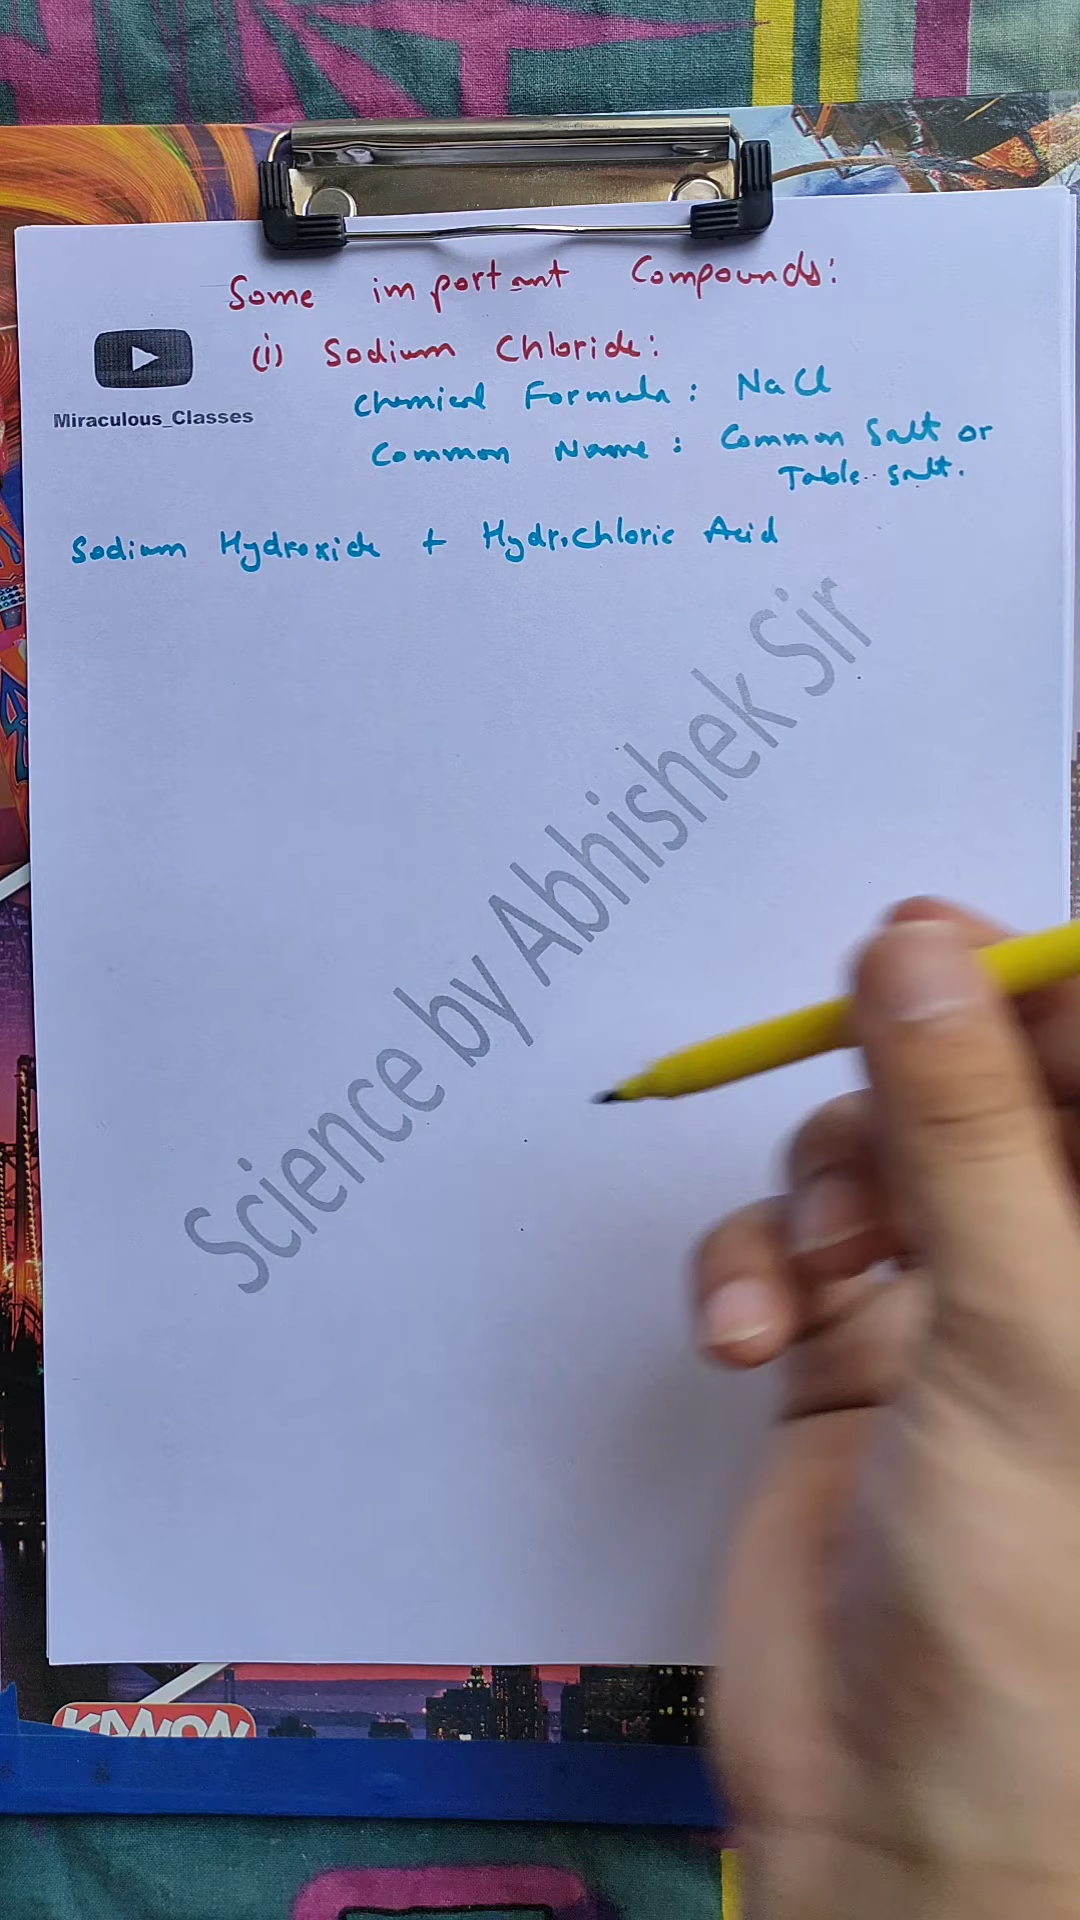 Some important Compounds:
(i) Sodium Chloride:
Miraculous_Classes
Chemical Formula: NaCl
Common Name: Common Salt or
Table salt.
Sodium Hydroxide + Hydrochloric Acid
Science by Abhishek Sir